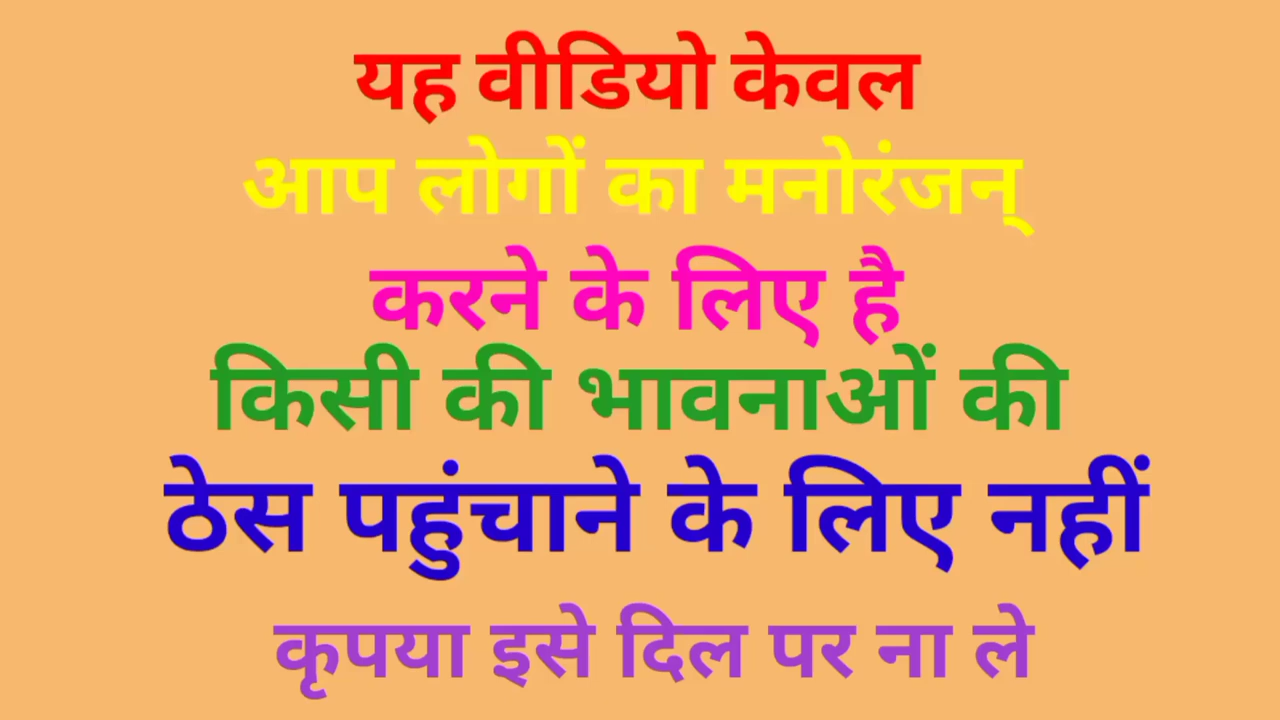 यह वीडियो केवल
आप लोगों का मनोरंजन्
करने के लिए है
किसी की भावनाओं की
ठेस पहुंचाने के लिए नहीं
कृपया इसे दिल पर ना ले